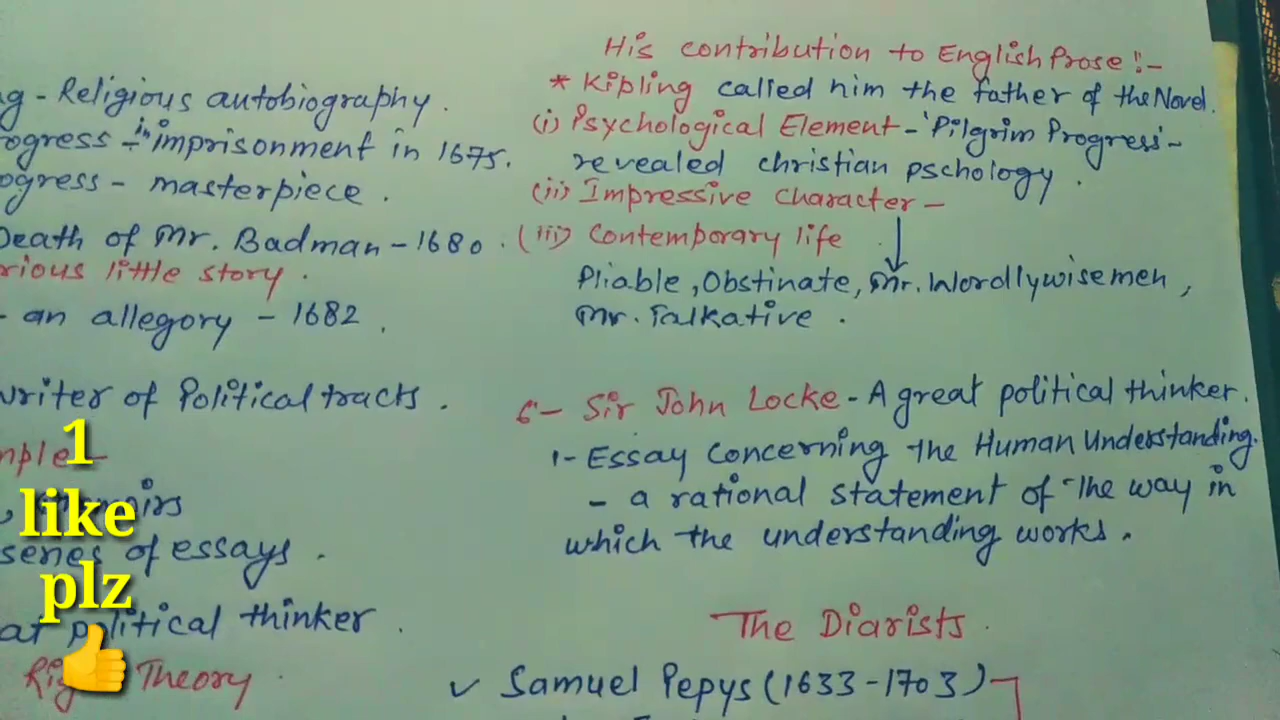 ng - Religious autobiography.
ogress - in imprisonment in 1675.
ogress - masterpiece.
Death of Mr. Badman - 1680.
rious little story.
- an allegory - 1682.
writer of Political tracts.
mple -
series of essays.
at political thinker.
Theory.
1
like
plz
His contribution to English Prose :-
* Kipling called him the father of the Novel.
(i) Psychological Element - 'Pilgrim Progress' -
revealed christian pschology.
(ii) Impressive Character -
(iii) Contemporary life
Pliable, Obstinate, Mr. Wordlywisemen,
Mr. Talkative.
6- Sir John Locke - A great political thinker.
1- Essay concerning the Human Understanding.
- a rational statement of the way in
which the understanding works.
The Diarists.
✓ Samuel Pepys (1633-1703)